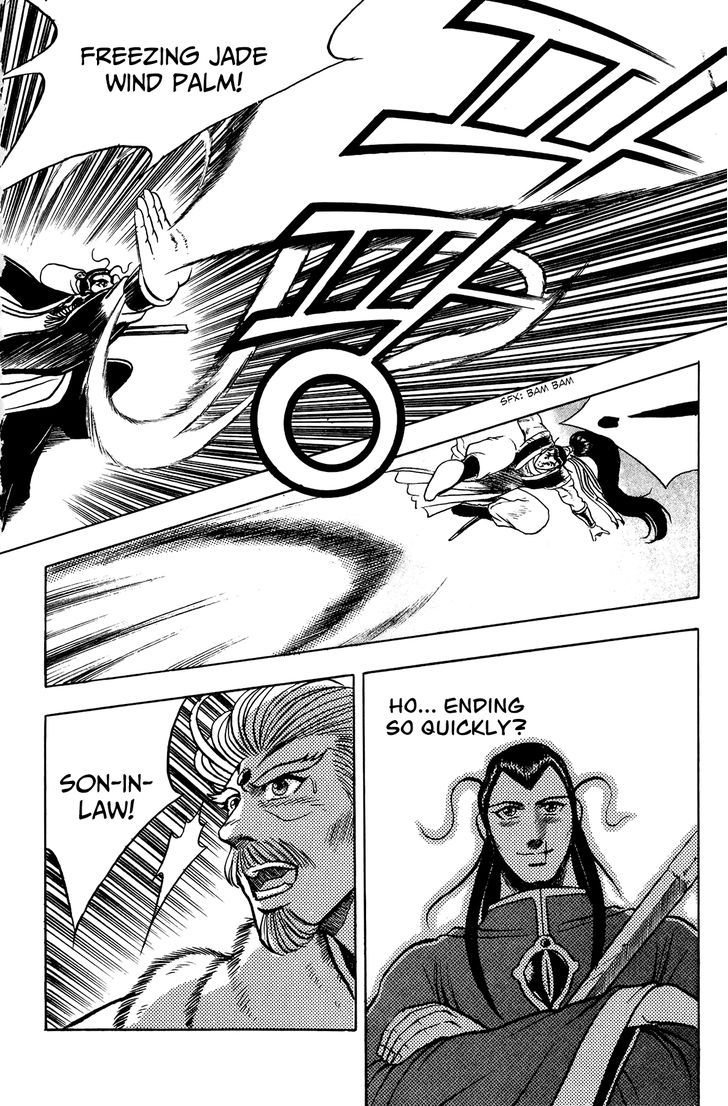 FREEZING JADE
WIND PALM!
SFX: BAM BAM
SON-IN-
LAW!
HO... ENDING
SO QUICKLY?